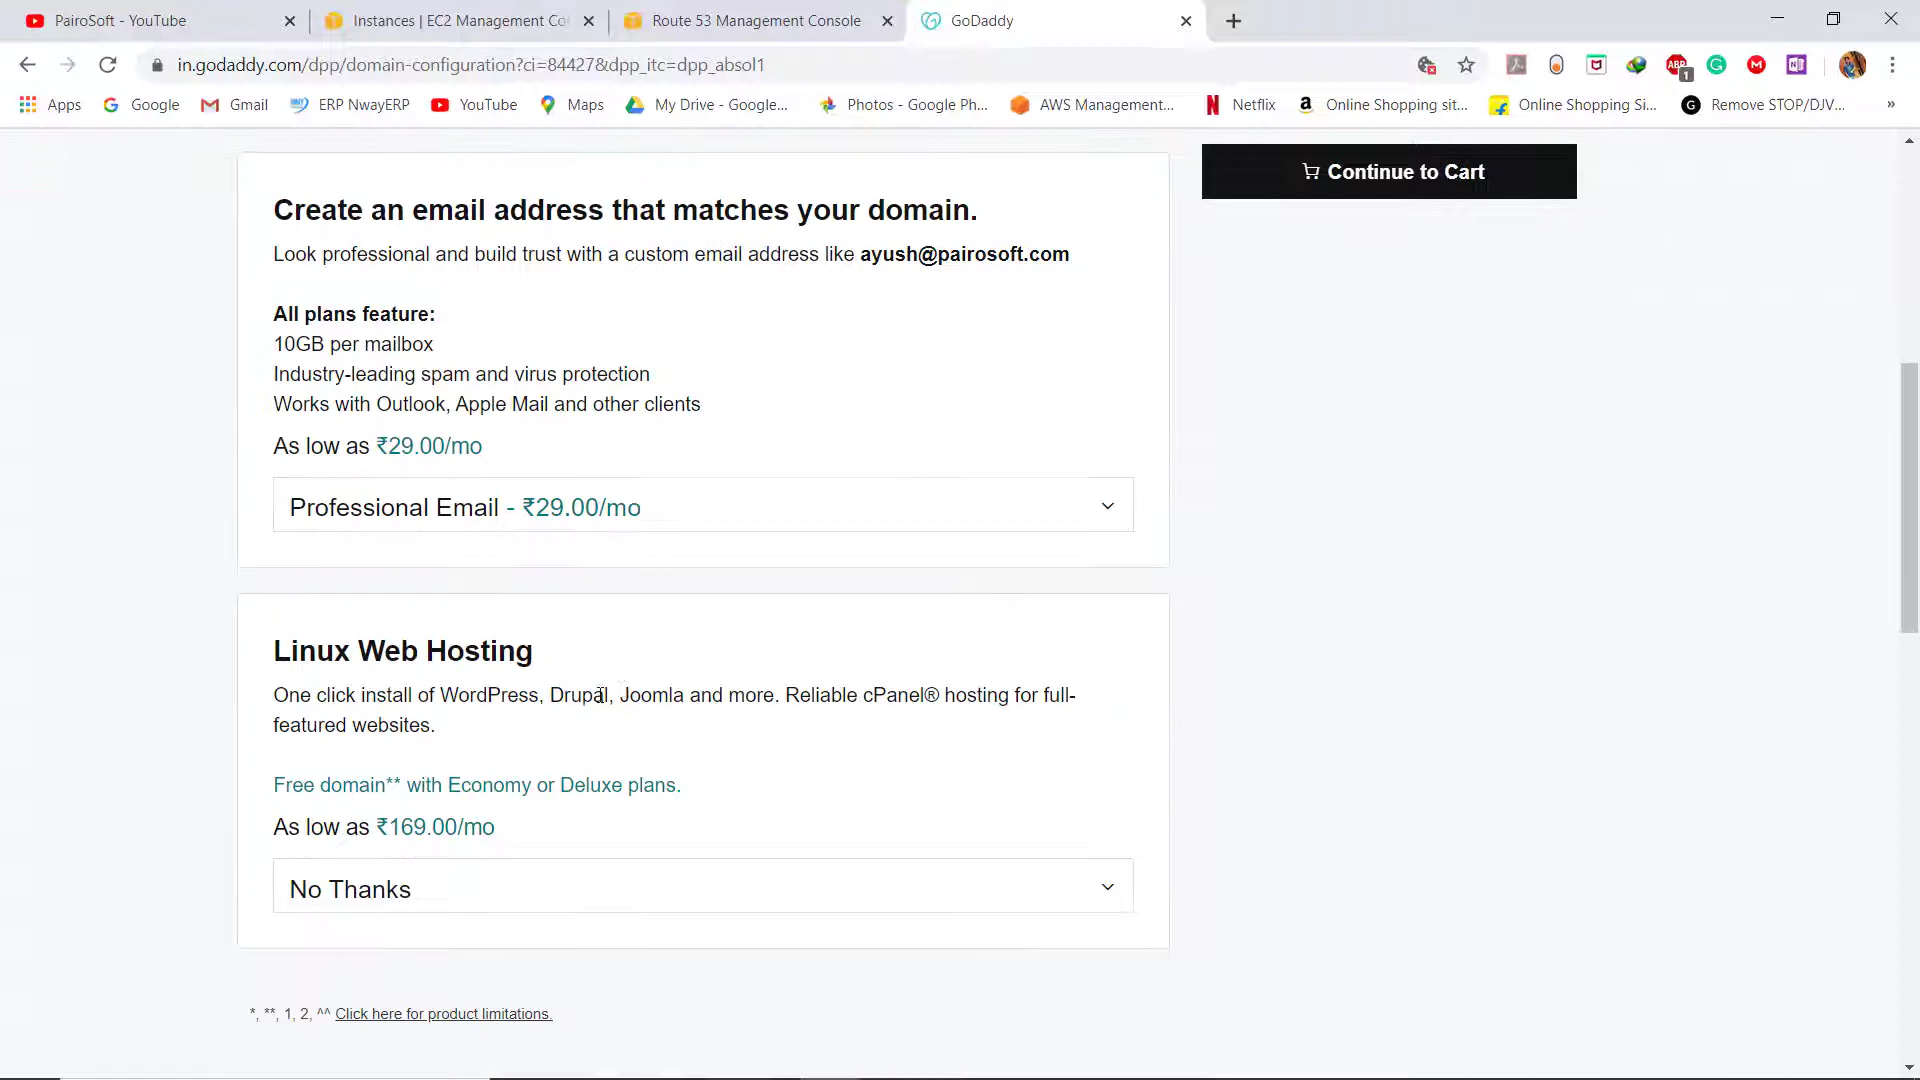 PairoSoft - YouTube
Instances | EC2 Management Co
Route 53 Management Console
GoDaddy
in.godaddy.com/dpp/domain-configuration?ci=84427&dpp_itc=dpp_absol1
ABP
1
Apps
Google
Gmail
ERP NwayERP
YouTube
Maps
My Drive - Google...
Photos - Google Ph...
AWS Management...
Netflix
Online Shopping sit...
Online Shopping Si...
Remove STOP/DJV...
Continue to Cart
Create an email address that matches your domain.
Look professional and build trust with a custom email address like ayush@pairosoft.com
All plans feature:
10GB per mailbox
Industry-leading spam and virus protection
Works with Outlook, Apple Mail and other clients
As low as ₹29.00/mo
Professional Email - ₹29.00/mo
Linux Web Hosting
One click install of WordPress, Drupal, Joomla and more. Reliable cPanel® hosting for full-
featured websites.
Free domain** with Economy or Deluxe plans.
As low as ₹169.00/mo
No Thanks
*, **, 1, 2, ^^ Click here for product limitations.